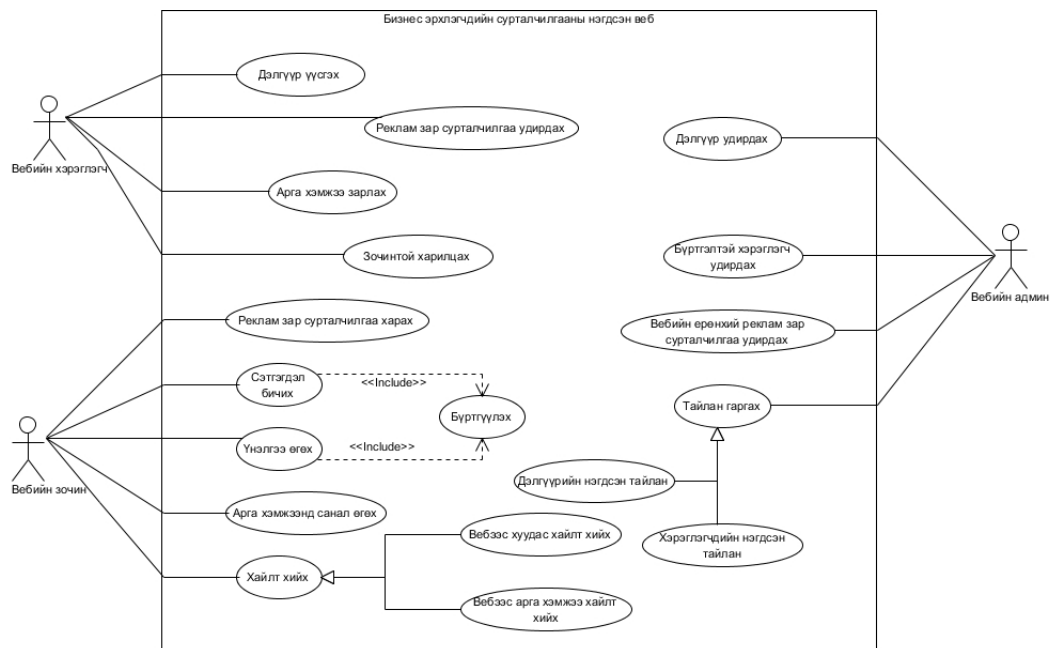 Бизнес эрхлэгчдийн сурталчилгааны нэгдсэн веб
Дэлгүүр үүсгэх
Реклам зар сурталчилгаа удирдах
Дэлгүүр удирдах
Вебийн хэрэглэгч
Арга хэмжээ зарлах
Зочинтой харилцах
Бүртгэлтэй хэрэглэгч
удирдах
Вебийн админ
Реклам зар сурталчилгаа харах
Вебийн ерөнхий реклам зар
сурталчилгаа удирдах
Сэтгэгдэл
бичих
<<Include>>
Бүртгүүлэх
Тайлан гаргах
Үнэлгээ өгөх
<<Include>>
Вебийн зочин
Дэлгүүрийн нэгдсэн тайлан
Арга хэмжээнд санал өгөх
Вебээс хуудас хайлт хийх
Хэрэглэгчдийн нэгдсэн
тайлан
Хайлт хийх
Вебээс арга хэмжээ хайлт
хийх